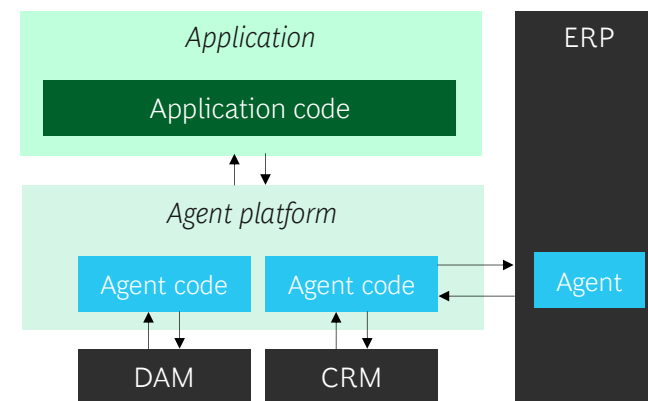 Application
ERP
Application code
Agent platform
Agent code
Agent code
Agent
DAM
CRM